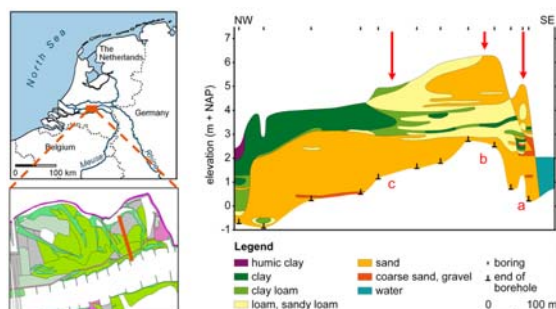 North Sea
The
Netherlands
Germany
Belgium
Meuse
0 100 km
NW
SE
elevation (m + NAP)
7
6
5
4
3
2
1
0
-1
a
b
c
Legend
humic clay
clay
clay loam
loam, sandy loam
sand
coarse sand, gravel
water
boring
end of
borehole
0 100 m